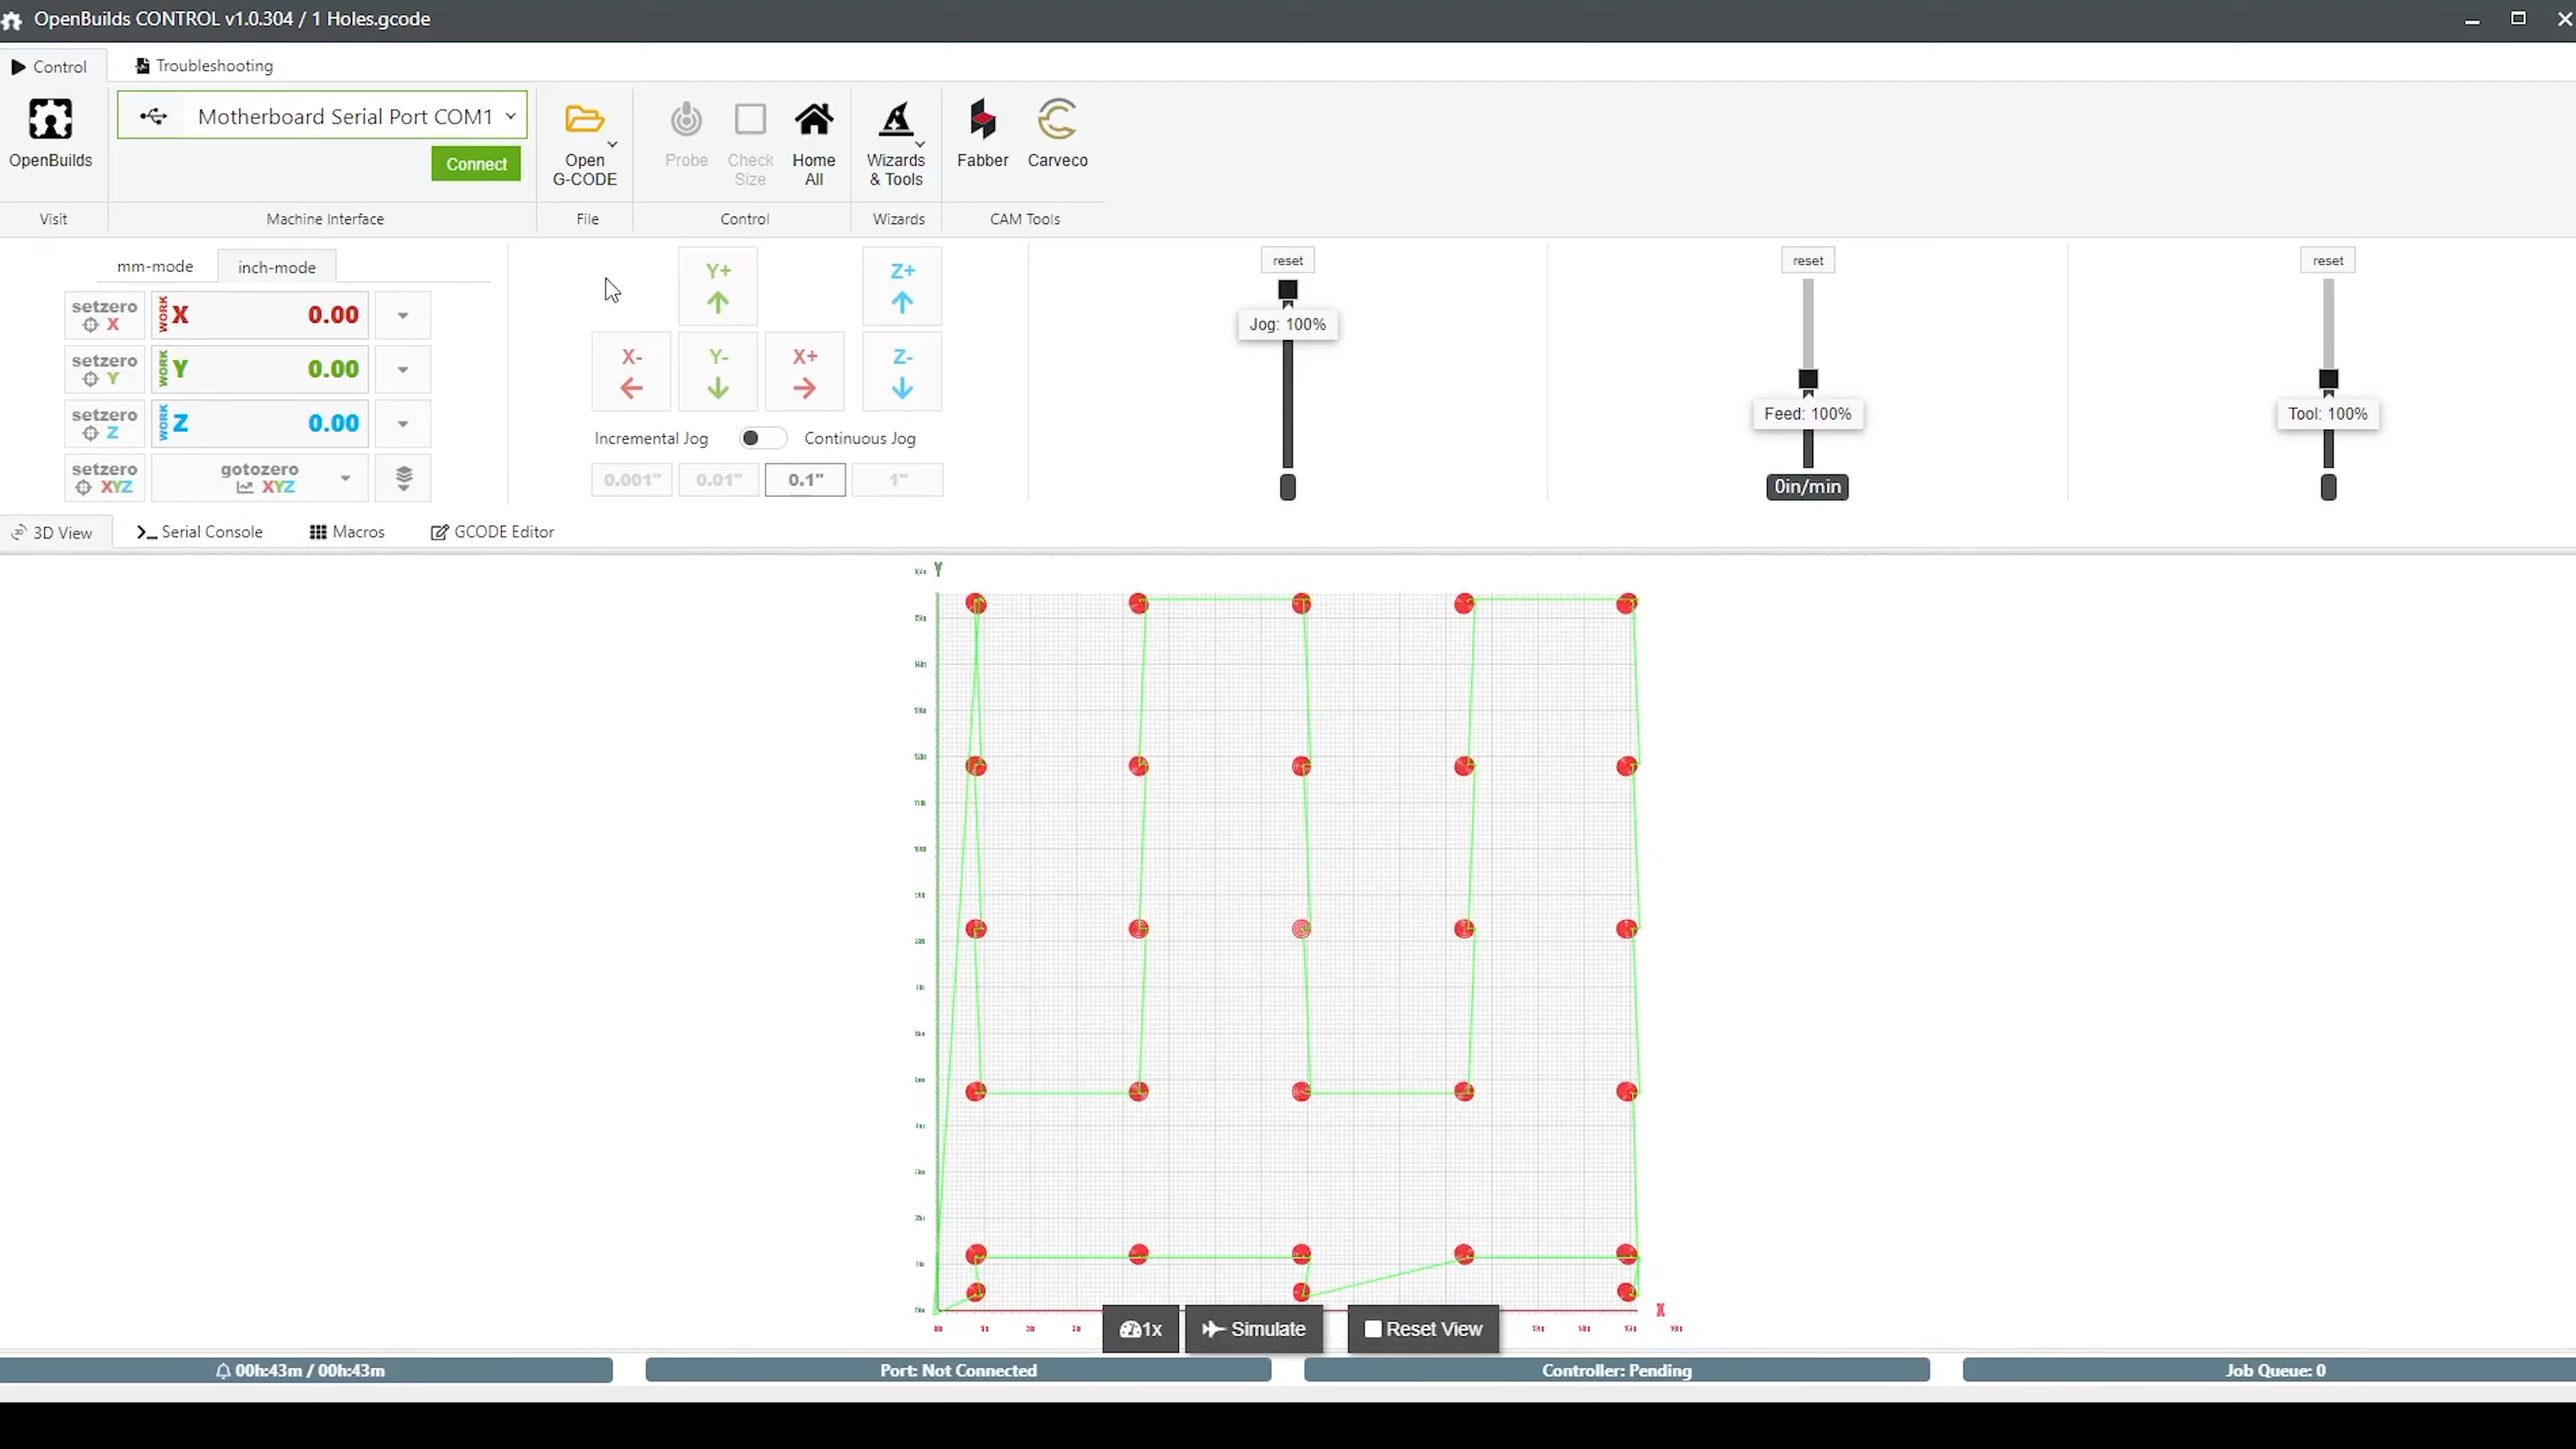 OpenBuilds CONTROL v1.0.304 / 1 Holes.gcode
Control
Troubleshooting
OpenBuilds
Motherboard Serial Port COM1
Connect
Open
G-CODE
Probe
Check
Size
Home
All
Wizards
& Tools
Fabber
Carveco
Visit
Machine Interface
File
Control
Wizards
CAM Tools
mm-mode
inch-mode
setzero
X
WORK
X
0.00
setzero
Y
WORK
Y
0.00
setzero
Z
WORK
Z
0.00
setzero
XYZ
gotozero
XYZ
Y+
Z+
X-
Y-
X+
Z-
Incremental Jog
Continuous Jog
0.001"
0.01"
0.1"
1"
reset
Jog: 100%
reset
Feed: 100%
0in/min
reset
Tool: 100%
3D View
Serial Console
Macros
GCODE Editor
Y
X
1x
Simulate
Reset View
00h:43m / 00h:43m
Port: Not Connected
Controller: Pending
Job Queue: 0